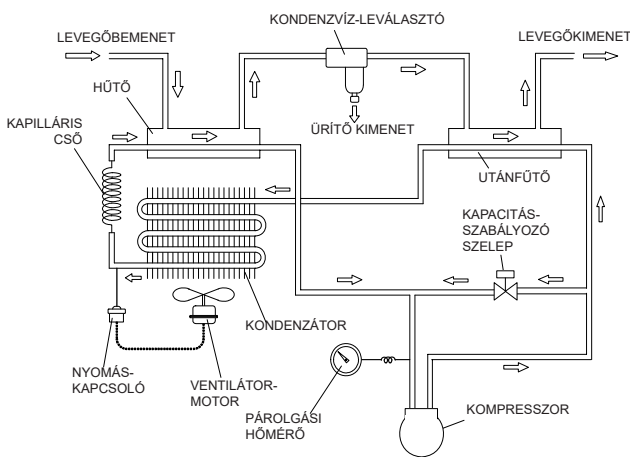 LEVEGŐBEMENET
KONDENZVÍZ-LEVÁLASZTÓ
LEVEGŐKIMENET
HŰTŐ
KAPILLÁRIS
CSŐ
ÜRÍTŐ KIMENET
UTÁNFŰTŐ
KAPACITÁS-
SZABÁLYOZÓ
SZELEP
KONDENZÁTOR
NYOMÁS-
KAPCSOLÓ
VENTILÁTOR-
MOTOR
PÁROLGÁSI
HŐMÉRŐ
KOMPRESSZOR